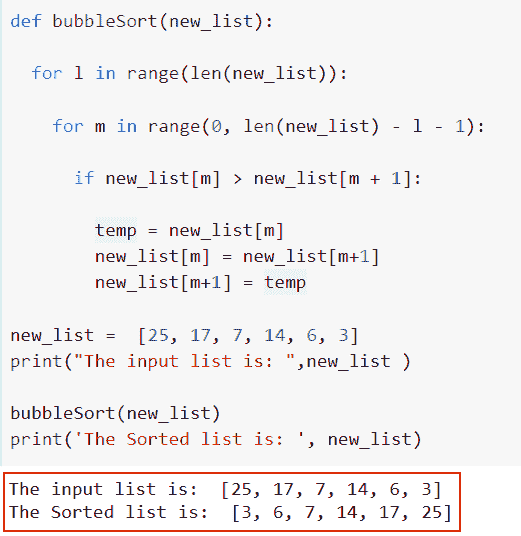 def bubbleSort(new_list):
  for l in range(len(new_list)):
    for m in range(0, len(new_list) - l - 1):
      if new_list[m] > new_list[m + 1]:
        temp = new_list[m]
        new_list[m] = new_list[m+1]
        new_list[m+1] = temp
new_list =  [25, 17, 7, 14, 6, 3]
print("The input list is: ",new_list )
bubbleSort(new_list)
print('The Sorted list is: ', new_list)
The input list is:  [25, 17, 7, 14, 6, 3]
The Sorted list is:  [3, 6, 7, 14, 17, 25]